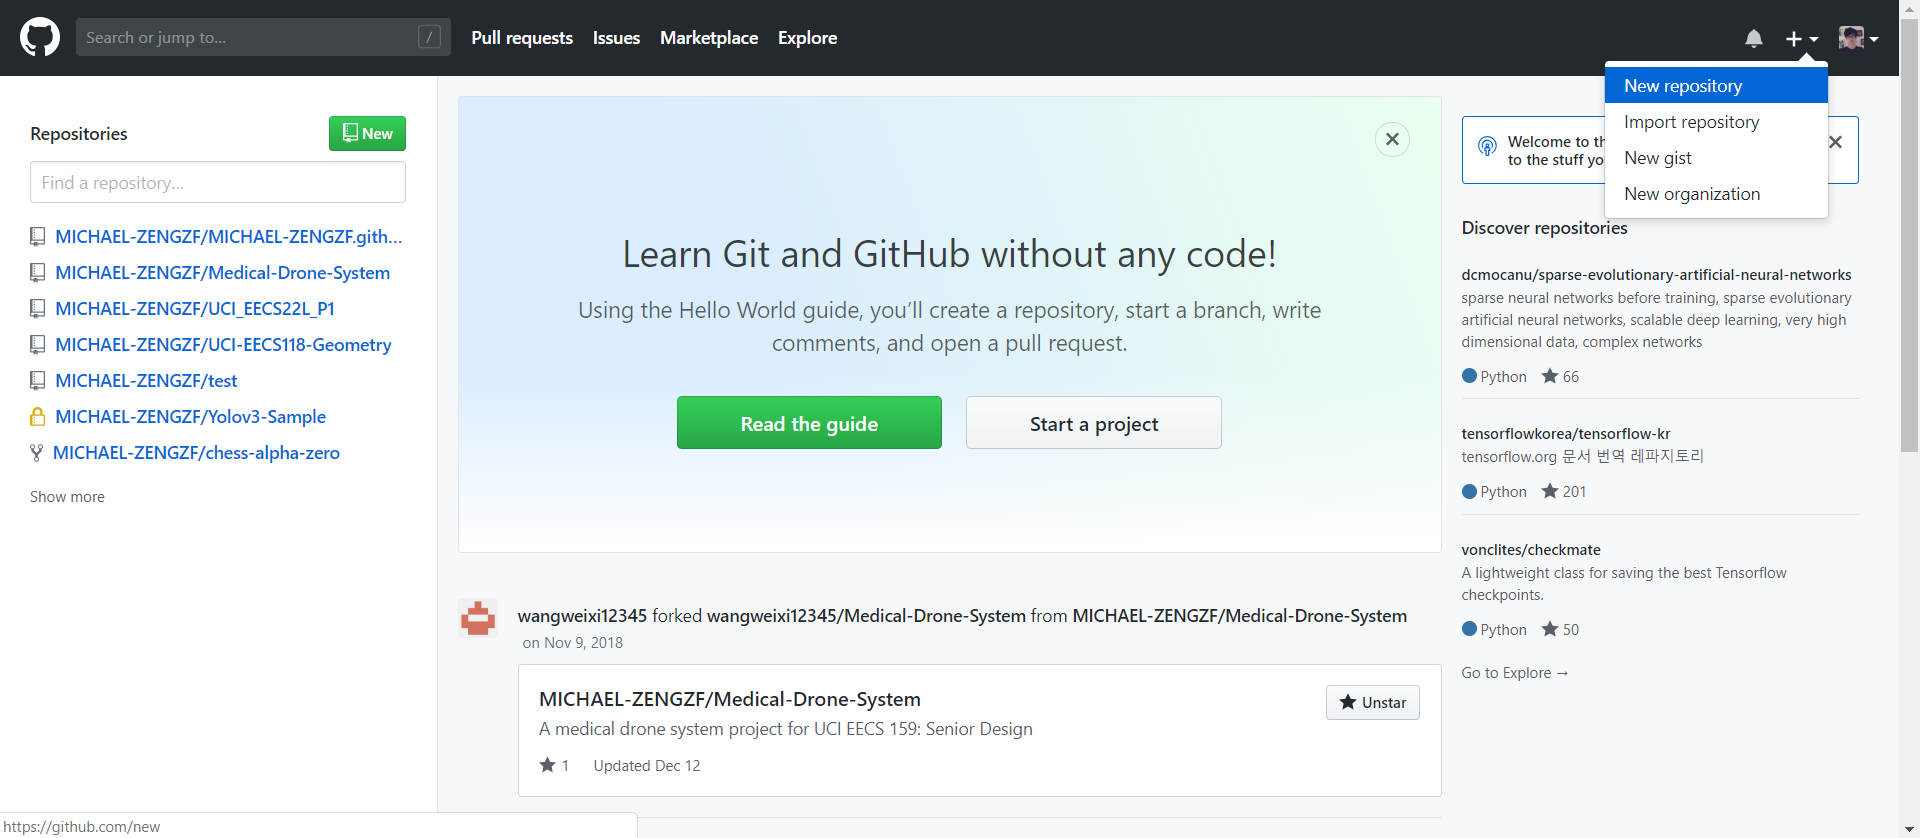 Search or jump to...
/
Pull requests
Issues
Marketplace
Explore
New repository
Import repository
New gist
New organization
Repositories
New
Find a repository...
MICHAEL-ZENGZF/MICHAEL-ZENGZF.gith...
MICHAEL-ZENGZF/Medical-Drone-System
MICHAEL-ZENGZF/UCI_EECS22L_P1
MICHAEL-ZENGZF/UCI-EECS118-Geometry
MICHAEL-ZENGZF/test
MICHAEL-ZENGZF/Yolov3-Sample
MICHAEL-ZENGZF/chess-alpha-zero
Show more
Learn Git and GitHub without any code!
Using the Hello World guide, you’ll create a repository, start a branch, write
comments, and open a pull request.
Read the guide
Start a project
wangweixi12345 forked wangweixi12345/Medical-Drone-System from MICHAEL-ZENGZF/Medical-Drone-System
on Nov 9, 2018
MICHAEL-ZENGZF/Medical-Drone-System
Unstar
A medical drone system project for UCI EECS 159: Senior Design
1 Updated Dec 12
Welcome to th
to the stuff yo
Discover repositories
dcmocanu/sparse-evolutionary-artificial-neural-networks
sparse neural networks before training, sparse evolutionary
artificial neural networks, scalable deep learning, very high
dimensional data, complex networks
Python 66
tensorflowkorea/tensorflow-kr
tensorflow.org 문서 번역 레파지토리
Python 201
vonclites/checkmate
A lightweight class for saving the best Tensorflow
checkpoints.
Python 50
Go to Explore →
https://github.com/new